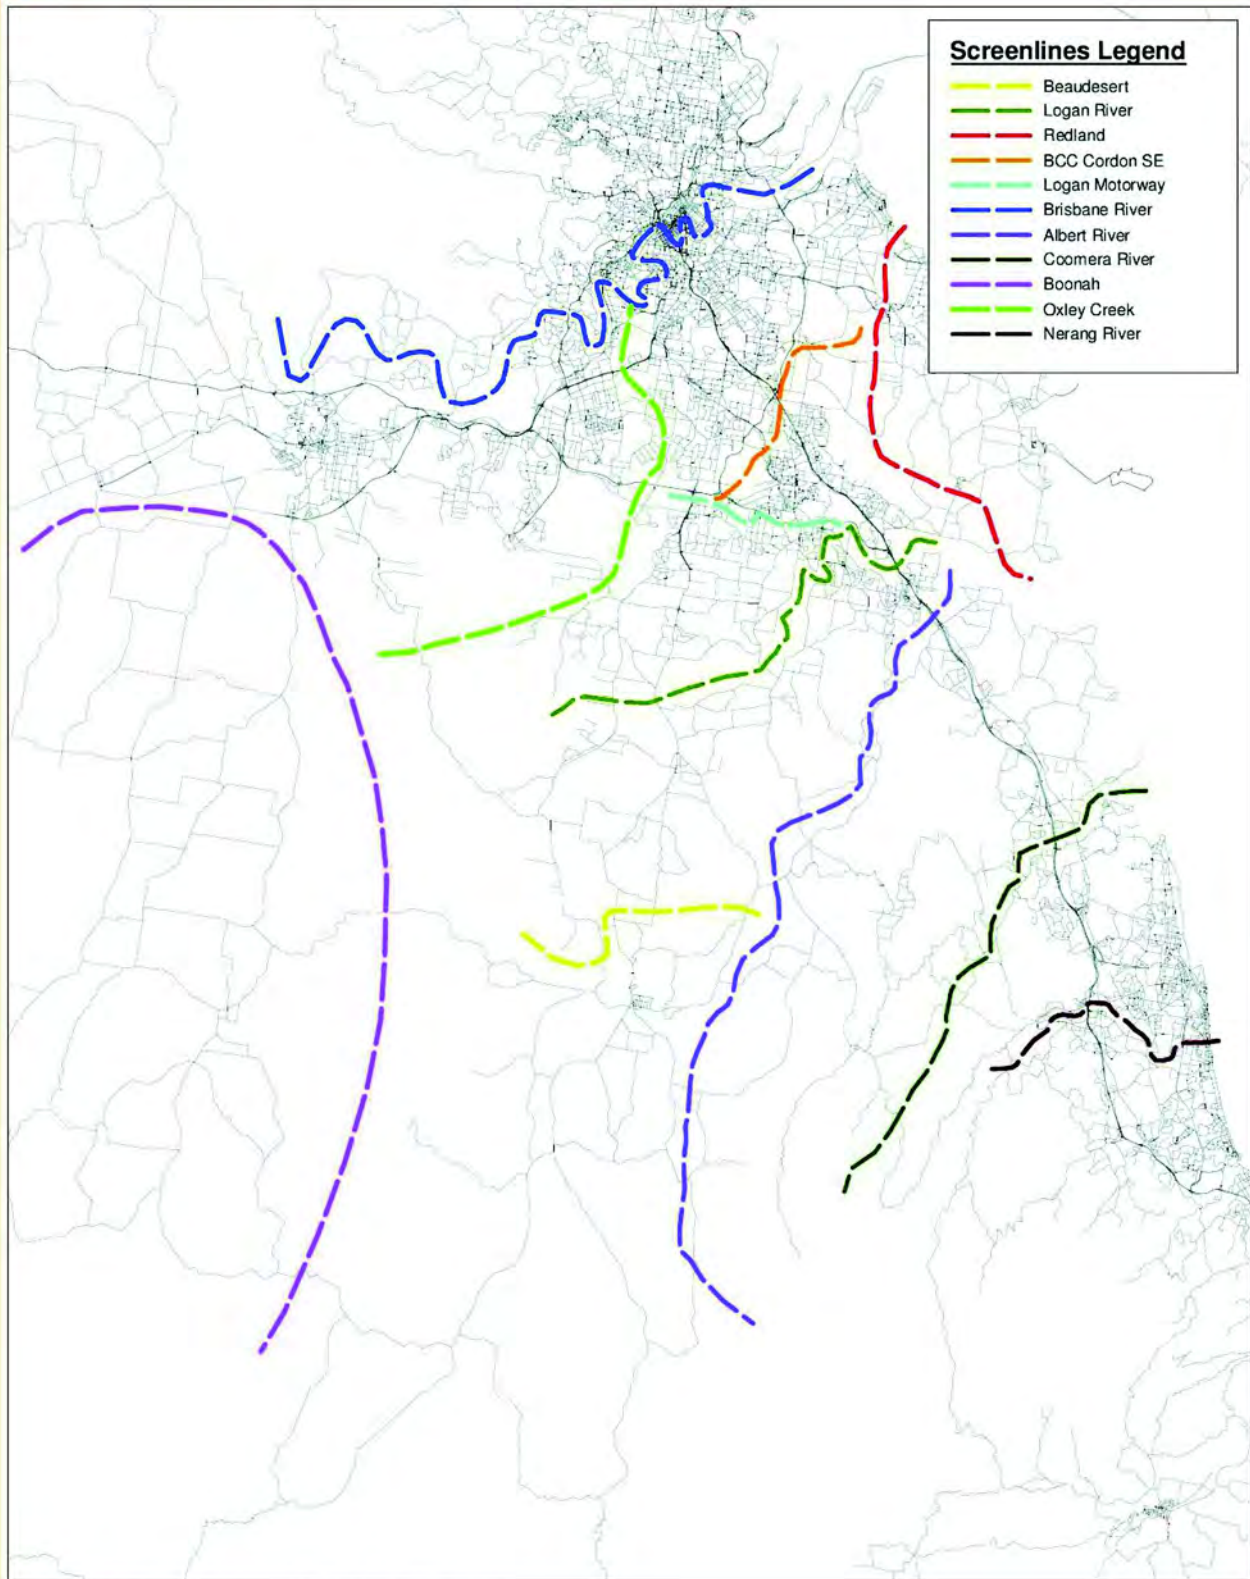 Screenlines Legend
Beaudesert
Logan River
Redland
BCC Cordon SE
Logan Motorway
Brisbane River
Albert River
Coomera River
Boonah
Oxley Creek
Nerang River